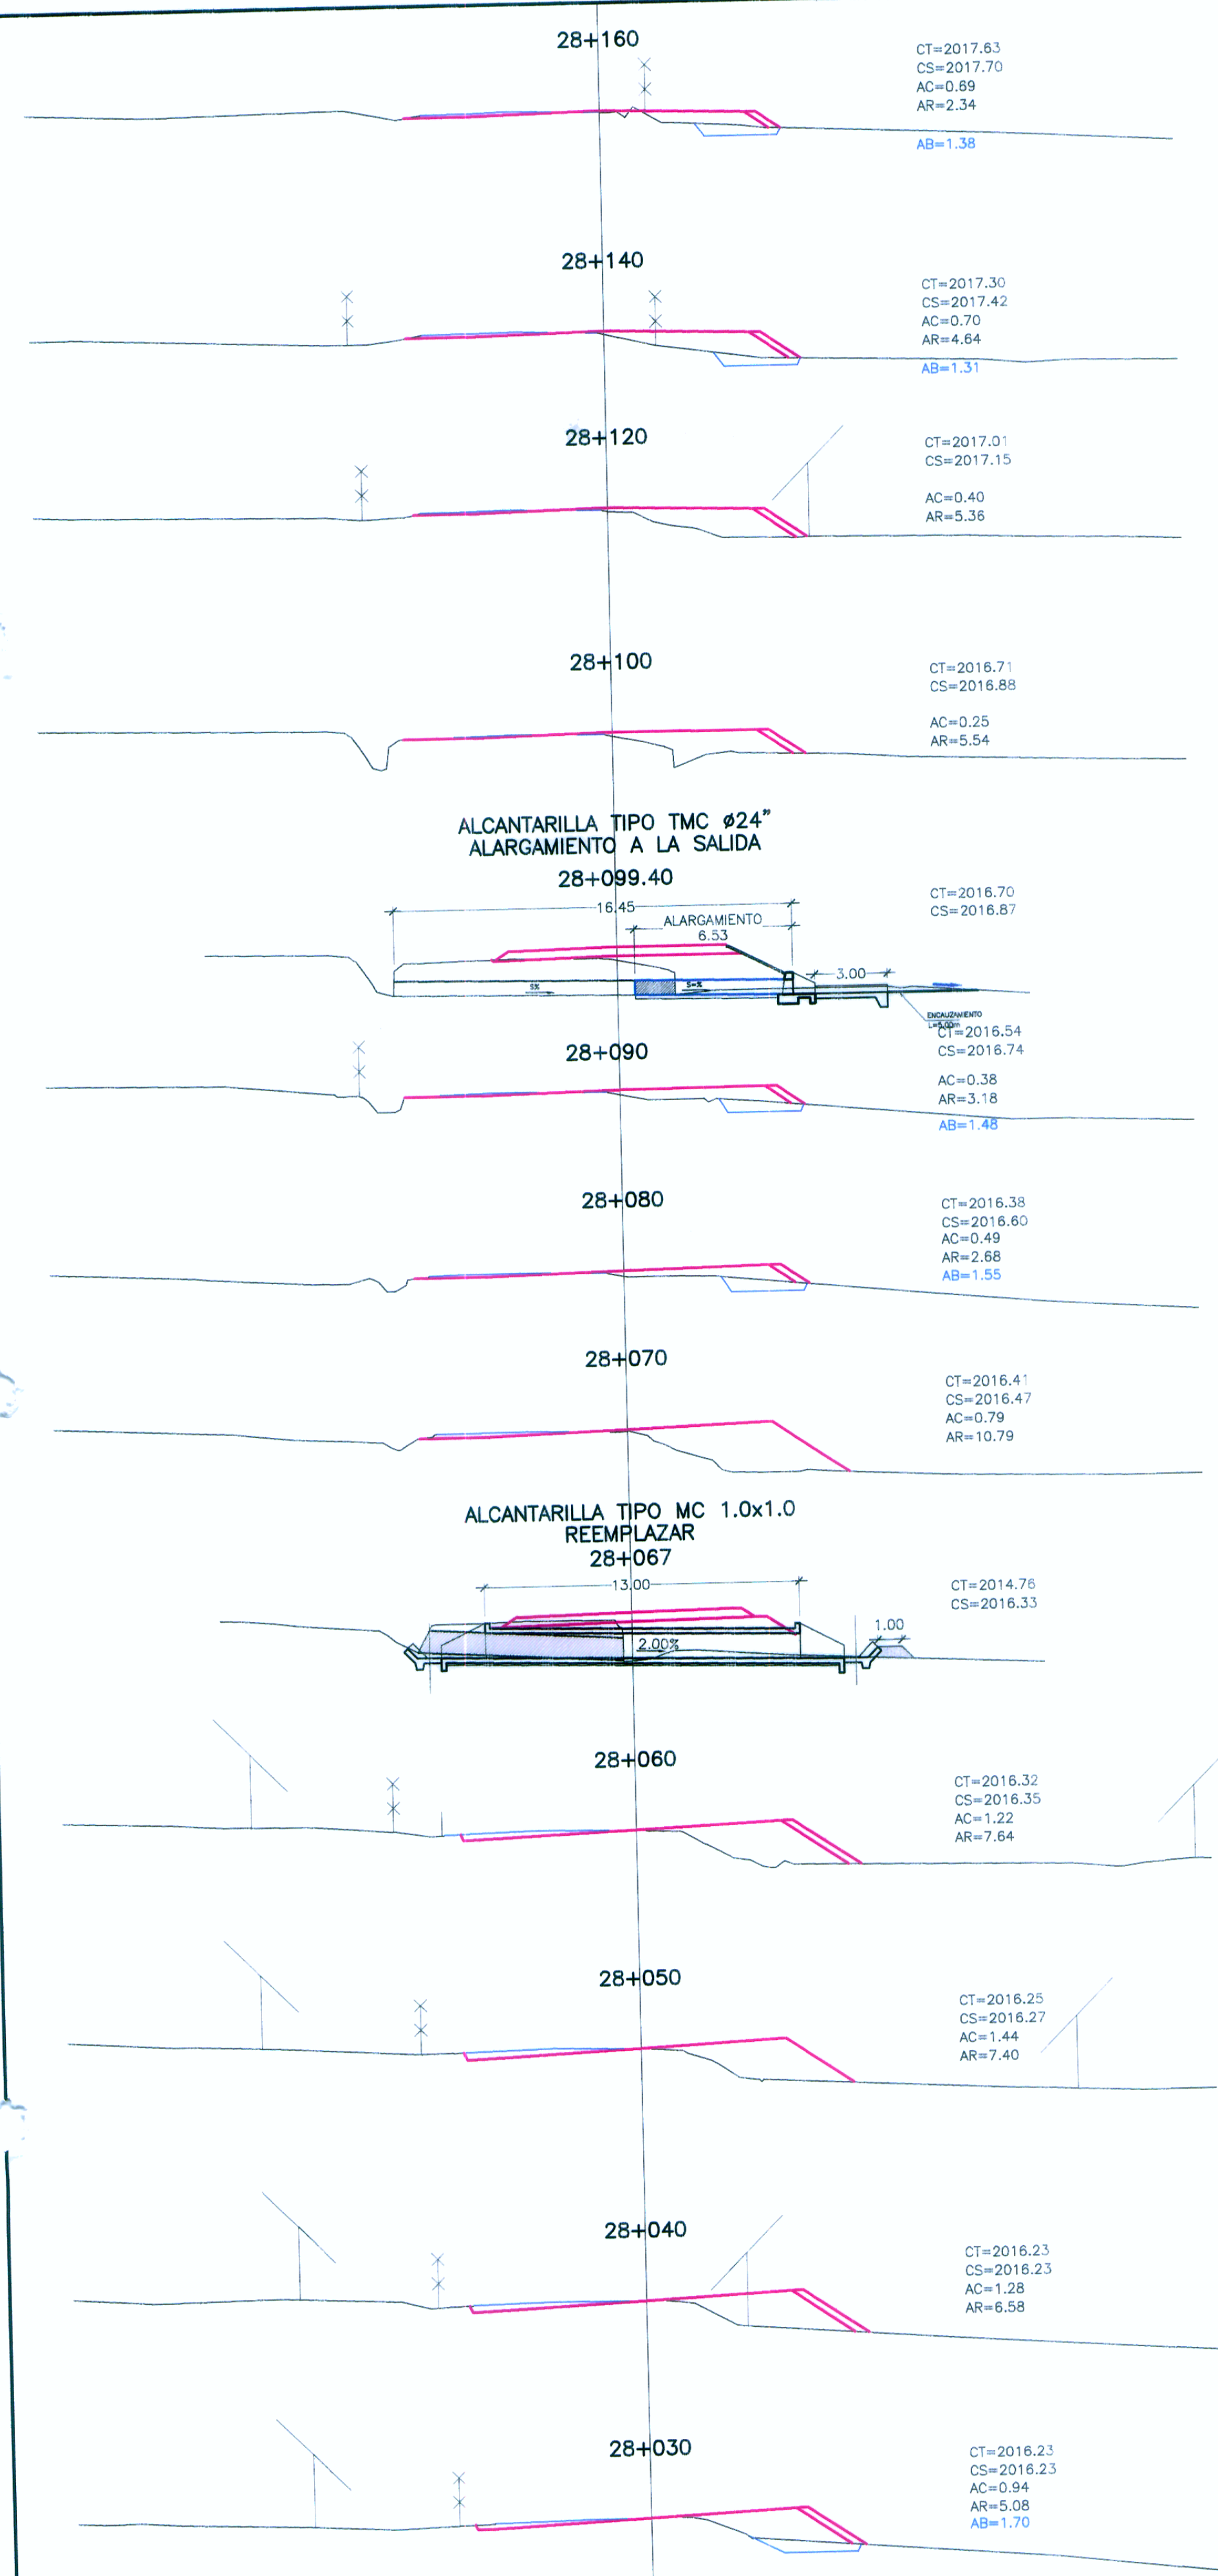 28+160
CT=2017.63
CS=2017.70
AC=0.69
AR=2.34
AB=1.38
28+140
CT=2017.30
CS=2017.42
AC=0.70
AR=4.64
AB=1.31
28+120
CT=2017.01
CS=2017.15
AC=0.40
AR=5.36
28+100
CT=2016.71
CS=2016.88
AC=0.25
AR=5.54
ALCANTARILLA TIPO TMC ø24"
ALARGAMIENTO A LA SALIDA
28+099.40
CT=2016.70
CS=2016.87
16.45
ALARGAMIENTO
6.53
3.00
S%
S=%
ENCAUZAMIENTO
L=5.00m
28+090
CT=2016.54
CS=2016.74
AC=0.38
AR=3.18
AB=1.48
28+080
CT=2016.38
CS=2016.60
AC=0.49
AR=2.68
AB=1.55
28+070
CT=2016.41
CS=2016.47
AC=0.79
AR=10.79
ALCANTARILLA TIPO MC 1.0x1.0
REEMPLAZAR
28+067
CT=2014.76
CS=2016.33
13.00
1.00
2.00%
28+060
CT=2016.32
CS=2016.35
AC=1.22
AR=7.64
28+050
CT=2016.25
CS=2016.27
AC=1.44
AR=7.40
28+040
CT=2016.23
CS=2016.23
AC=1.28
AR=6.58
28+030
CT=2016.23
CS=2016.23
AC=0.94
AR=5.08
AB=1.70